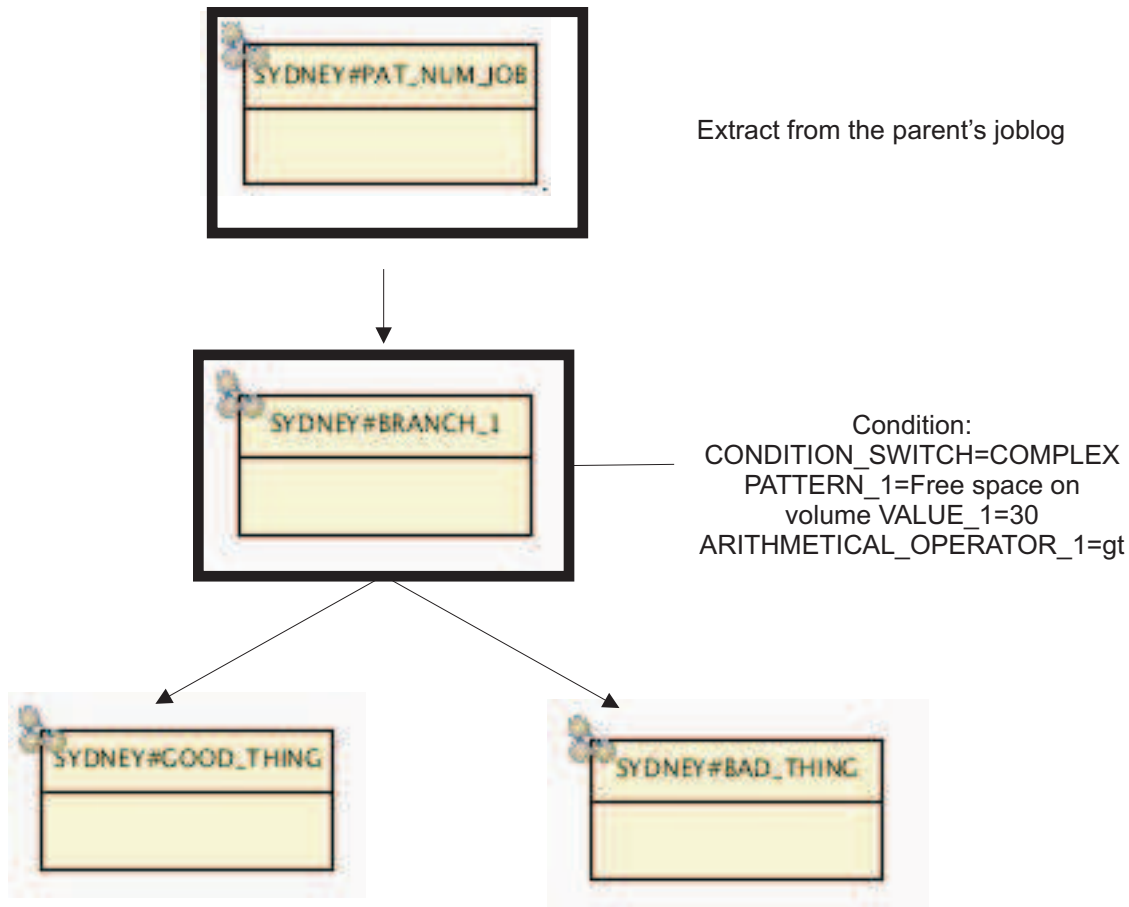 SYDNEY#PAT_NUM_JOB
Extract from the parent’s joblog
SYDNEY#BRANCH_1
Condition:
CONDITION_SWITCH=COMPLEX
PATTERN_1=Free space on
volume VALUE_1=30
ARITHMETICAL_OPERATOR_1=gt
SYDNEY#GOOD_THING
SYDNEY#BAD_THING